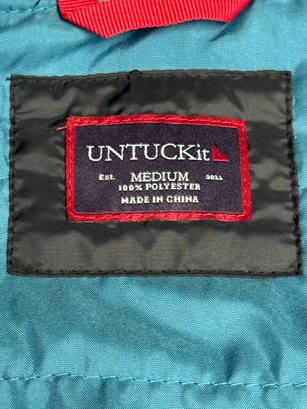 UNTUCKit
EST. MEDIUM 2011
100% POLYESTER
MADE IN CHINA